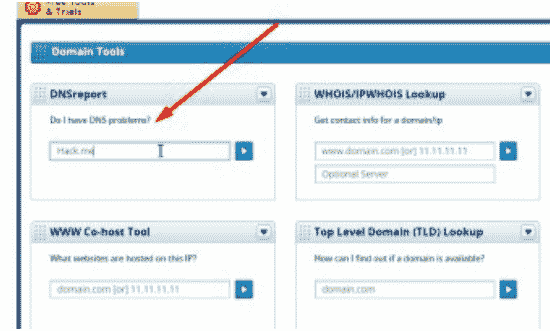 Free Tools
& Trials
Domain Tools
DNSreport
Do I have DNS problems?
Hack.me
WHOIS/IPWHOIS Lookup
Get contact info for a domain/ip
www.domain.com [or] 11.11.11.11
Optional Server
WWW Co-host Tool
What websites are hosted on this IP?
domain.com [or] 11.11.11.11
Top Level Domain (TLD) Lookup
How can I find out if a domain is available?
domain.com